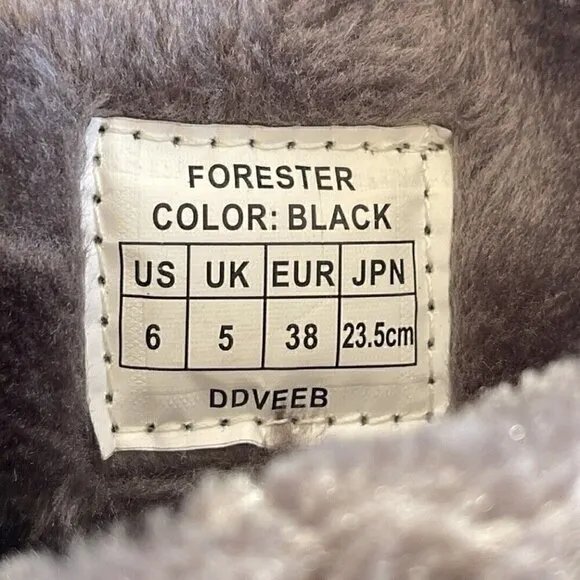 FORESTER
COLOR: BLACK
US UK EUR JPN
6 5 38 23.5cm
DDVEEB